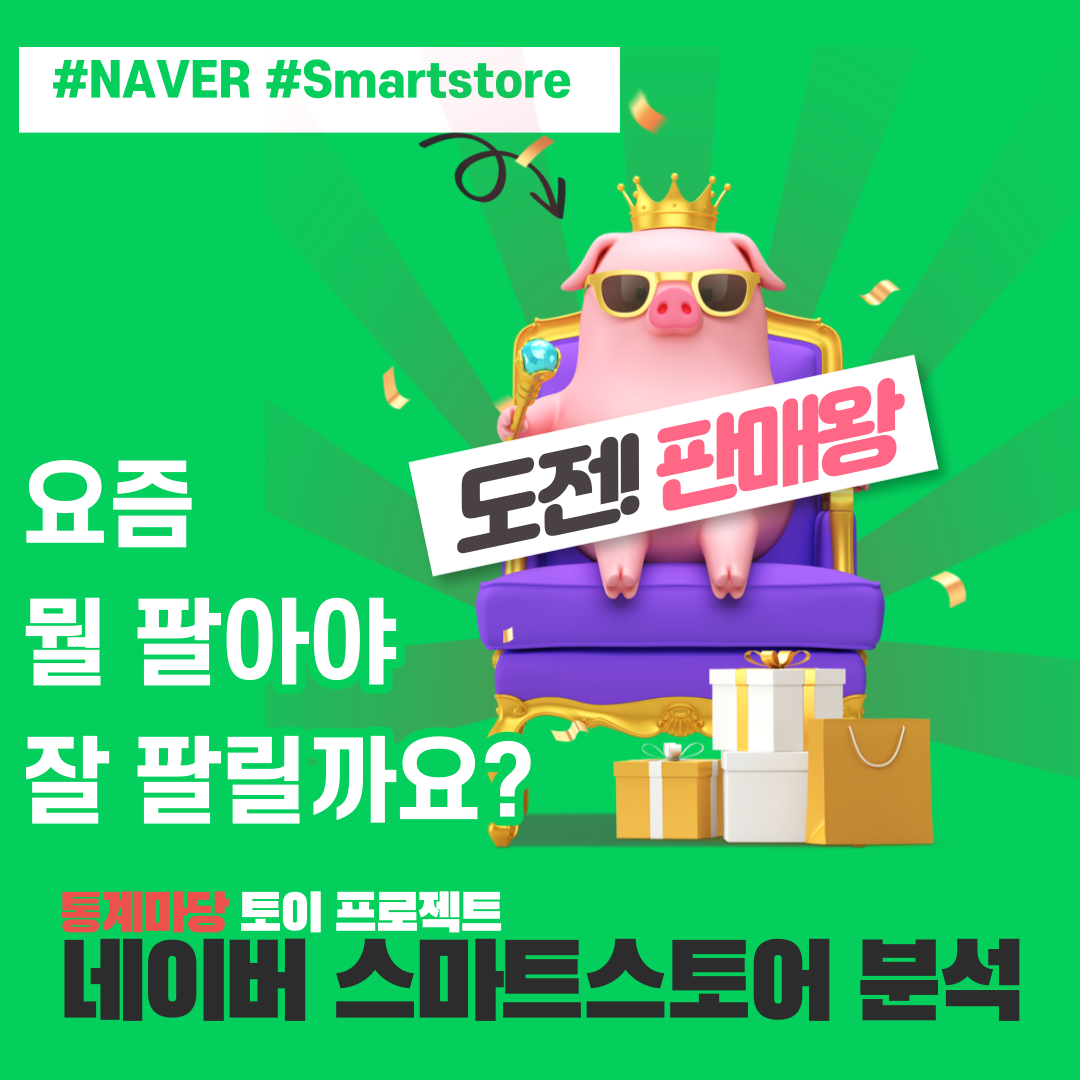 #NAVER #Smartstore
도전! 판매왕
요즘
뭘 팔아야
잘 팔릴까요?
통계마당 토이 프로젝트
네이버 스마트스토어 분석